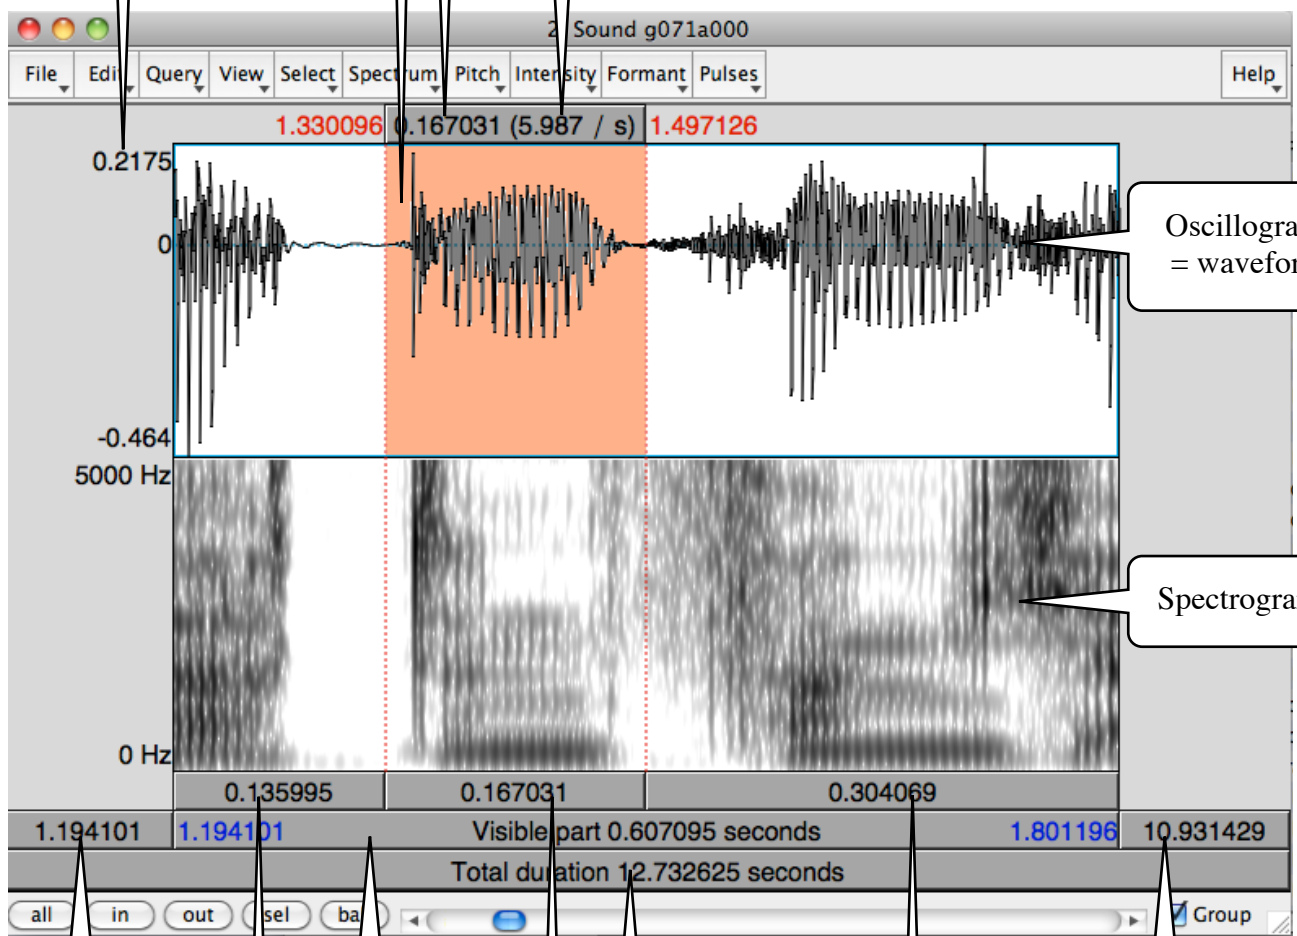 2. Sound g071a000
File Edit Query View Select Spectrum Pitch Intensity Formant Pulses Help
1.330096 0.167031 (5.987 / s) 1.497126
0.2175
0
-0.464
5000 Hz
0 Hz
Oscillogra
= wavefor
Spectrogra
0.135995 0.167031 0.304069
1.194101 1.194101 Visible part 0.607095 seconds 1.801196 10.931429
Total duration 12.732625 seconds
all in out sel ba Group